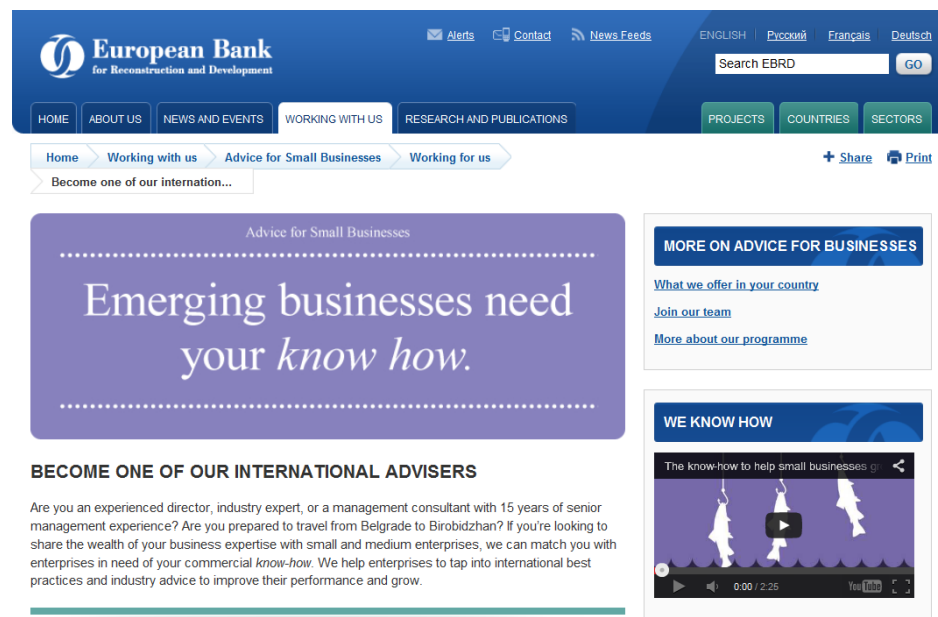 European Bank
for Reconstruction and Development
Alerts
Contact
News Feeds
ENGLISH
Русский
Français
Deutsch
Search EBRD
GO
HOME
ABOUT US
NEWS AND EVENTS
WORKING WITH US
RESEARCH AND PUBLICATIONS
PROJECTS
COUNTRIES
SECTORS
Home
Working with us
Advice for Small Businesses
Working for us
Share
Print
Become one of our internation...
Advice for Small Businesses
Emerging businesses need
your know how.
BECOME ONE OF OUR INTERNATIONAL ADVISERS
Are you an experienced director, industry expert, or a management consultant with 15 years of senior
management experience? Are you prepared to travel from Belgrade to Birobidzhan? If you're looking to
share the wealth of your business expertise with small and medium enterprises, we can match you with
enterprises in need of your commercial know-how. We help enterprises to tap into international best
practices and industry advice to improve their performance and grow.
MORE ON ADVICE FOR BUSINESSES
What we offer in your country
Join our team
More about our programme
WE KNOW HOW
The know-how to help small businesses
0:00 / 2:25
YouTube